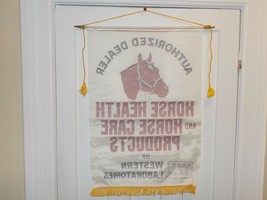 AUTHORIZED DEALER
HORSE HEALTH
AND HORSE CARE
PRODUCTS
OF
WESTERN
LABORATORIES